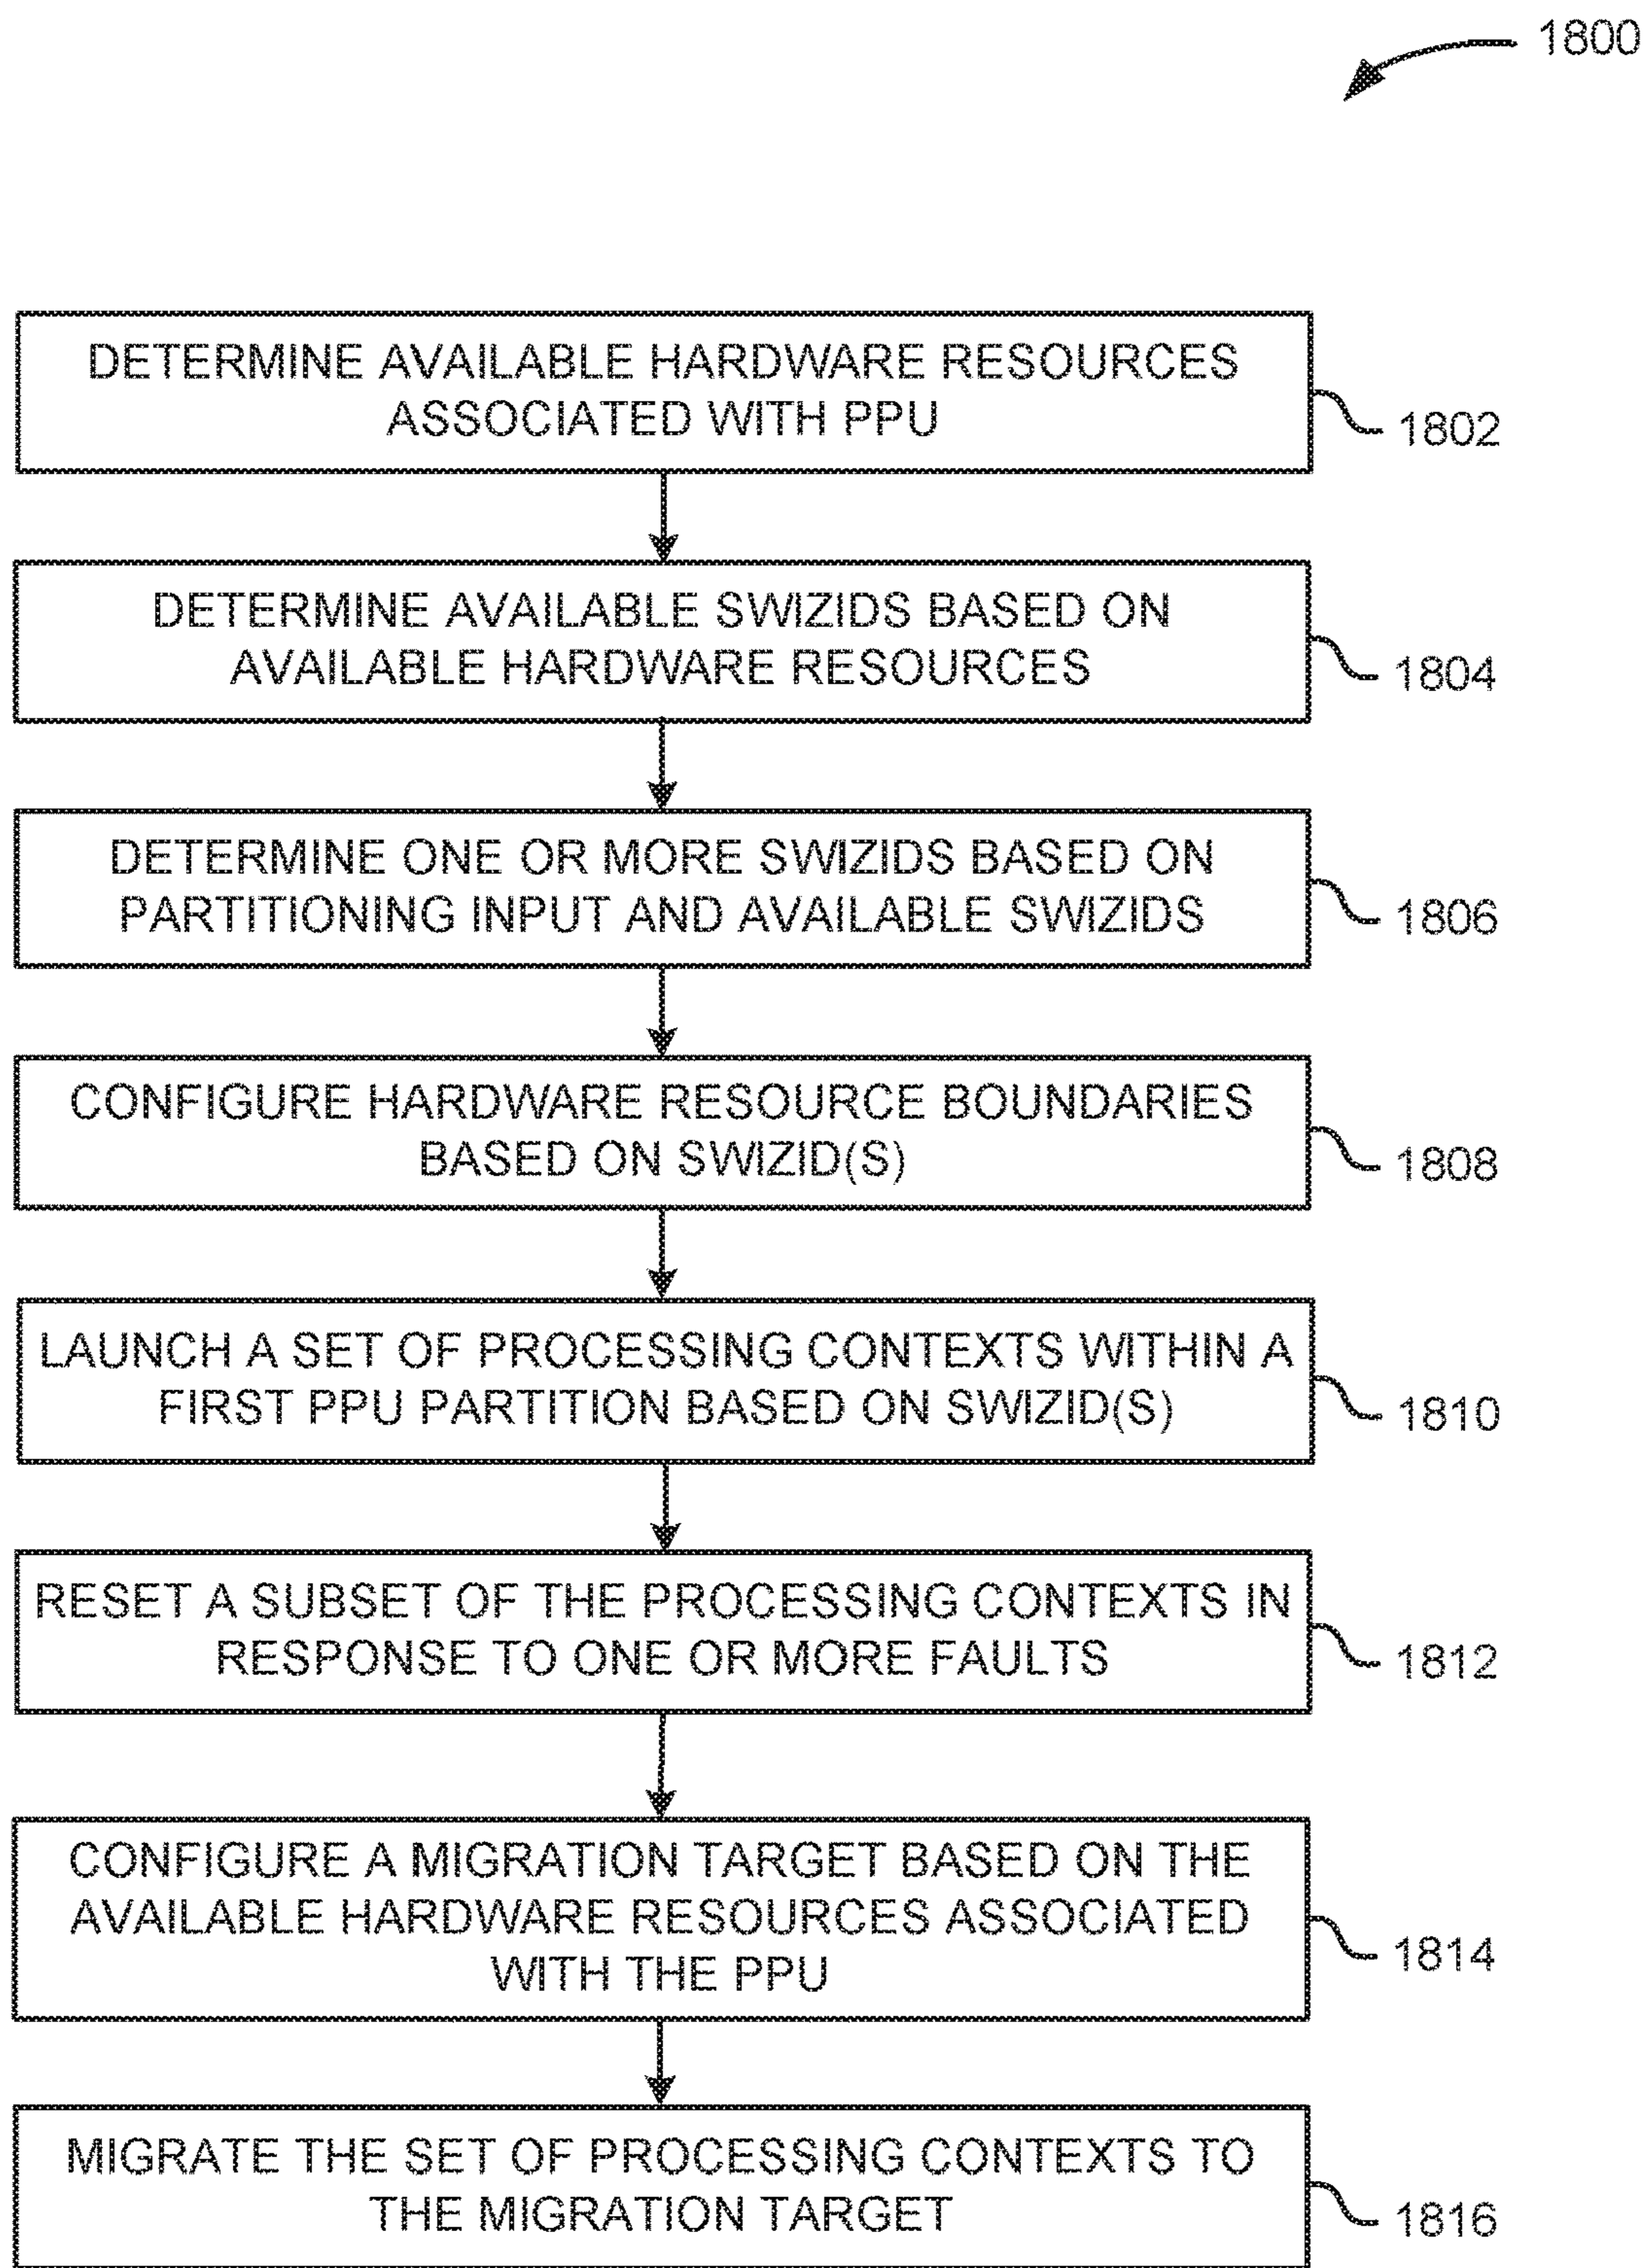 1800
DETERMINE AVAILABLE HARDWARE RESOURCES
ASSOCIATED WITH PPU
1802
DETERMINE AVAILABLE SWIZIDS BASED ON
AVAILABLE HARDWARE RESOURCES
1804
DETERMINE ONE OR MORE SWIZIDS BASED ON
PARTITIONING INPUT AND AVAILABLE SWIZIDS
1806
CONFIGURE HARDWARE RESOURCE BOUNDARIES
BASED ON SWIZID(S)
1808
LAUNCH A SET OF PROCESSING CONTEXTS WITHIN A
FIRST PPU PARTITION BASED ON SWIZID(S)
1810
RESET A SUBSET OF THE PROCESSING CONTEXTS IN
RESPONSE TO ONE OR MORE FAULTS
1812
CONFIGURE A MIGRATION TARGET BASED ON THE
AVAILABLE HARDWARE RESOURCES ASSOCIATED
WITH THE PPU
1814
MIGRATE THE SET OF PROCESSING CONTEXTS TO
THE MIGRATION TARGET
1816